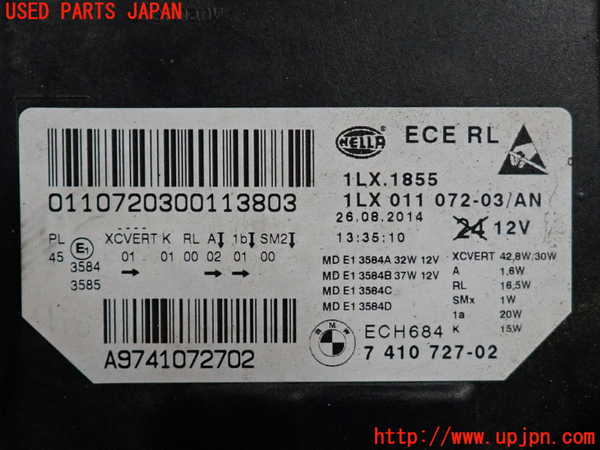 USED PARTS JAPAN
HELLA
ECE RL
1LX.1855
1LX 011 072-03/AN
26.08.2014
24 12V
13:35:10
0110720300113803
PL E1 XCVERT K RL A 1b SM2
45 01 01 00 02 01 00
3584
3585
MD E1 3584A 32W 12V
MD E1 3584B 37W 12V
MD E1 3584C
MD E1 3584D
XCVERT 42,8W/30W
A 1,6W
RL 16,5W
SMx 1W
1a 20W
K 15W
A9741072702
BMW
ECH684
7 410 727-02
http://www.upjpn.com/